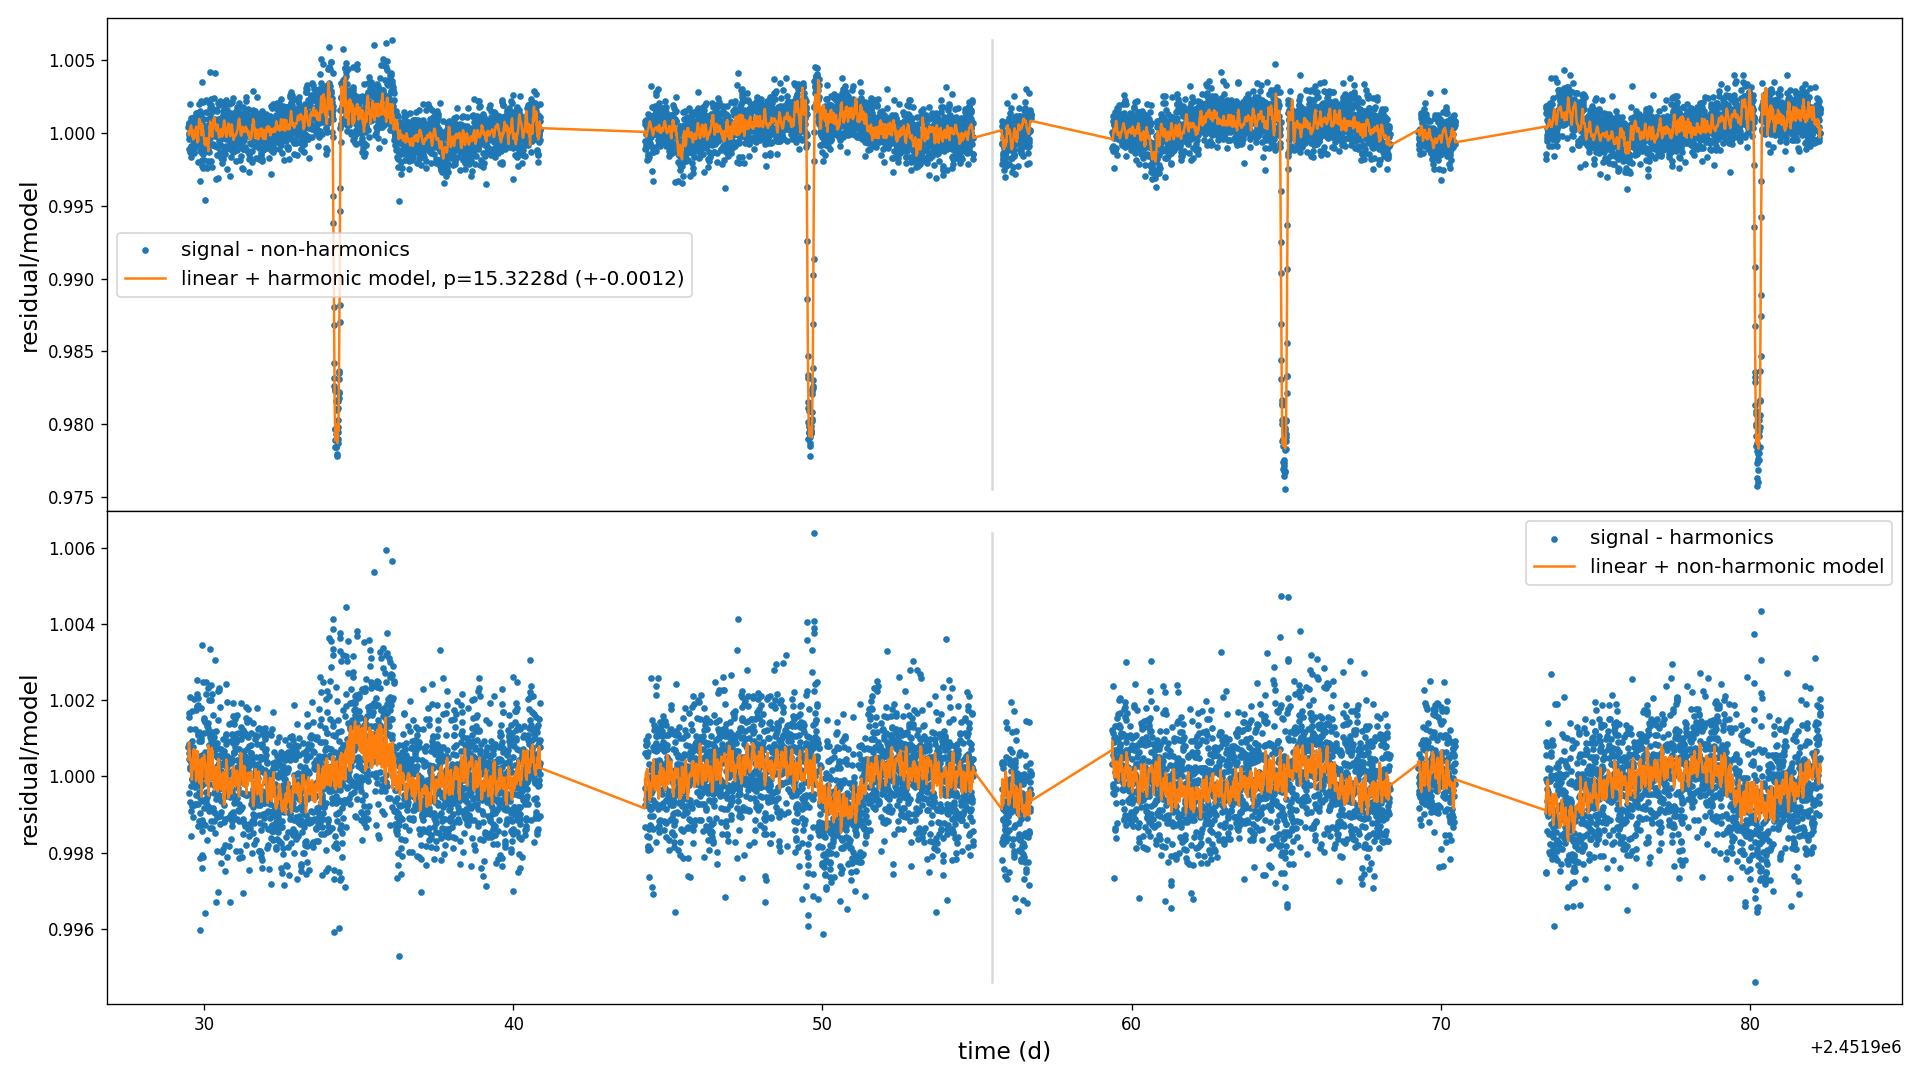 residual/model
1.005
1.000
0.995
0.990
0.985
0.980
0.975
signal - non-harmonics
linear + harmonic model, p=15.3228d (+-0.0012)
residual/model
1.006
1.004
1.002
1.000
0.998
0.996
signal - harmonics
linear + non-harmonic model
30 40 50 60 70 80
time (d)
+2.4519e6